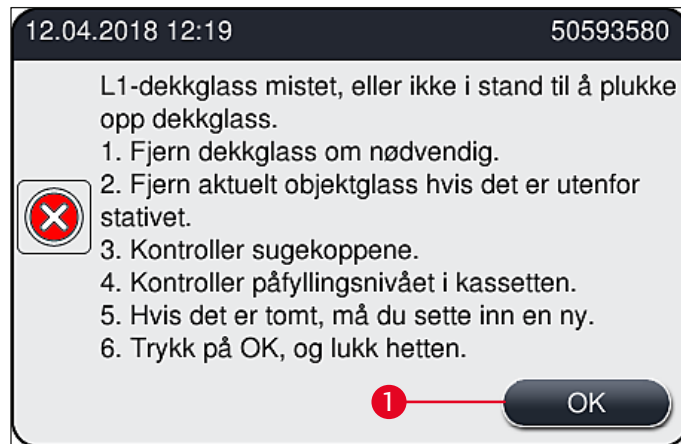 12.04.2018 12:19 50593580
L1-dekkglass mistet, eller ikke i stand til å plukke
opp dekkglass.
1. Fjern dekkglass om nødvendig.
2. Fjern aktuelt objektglass hvis det er utenfor
stativet.
3. Kontroller sugekoppene.
4. Kontroller påfyllingsnivået i kassetten.
5. Hvis det er tomt, må du sette inn en ny.
6. Trykk på OK, og lukk hetten.
1 OK